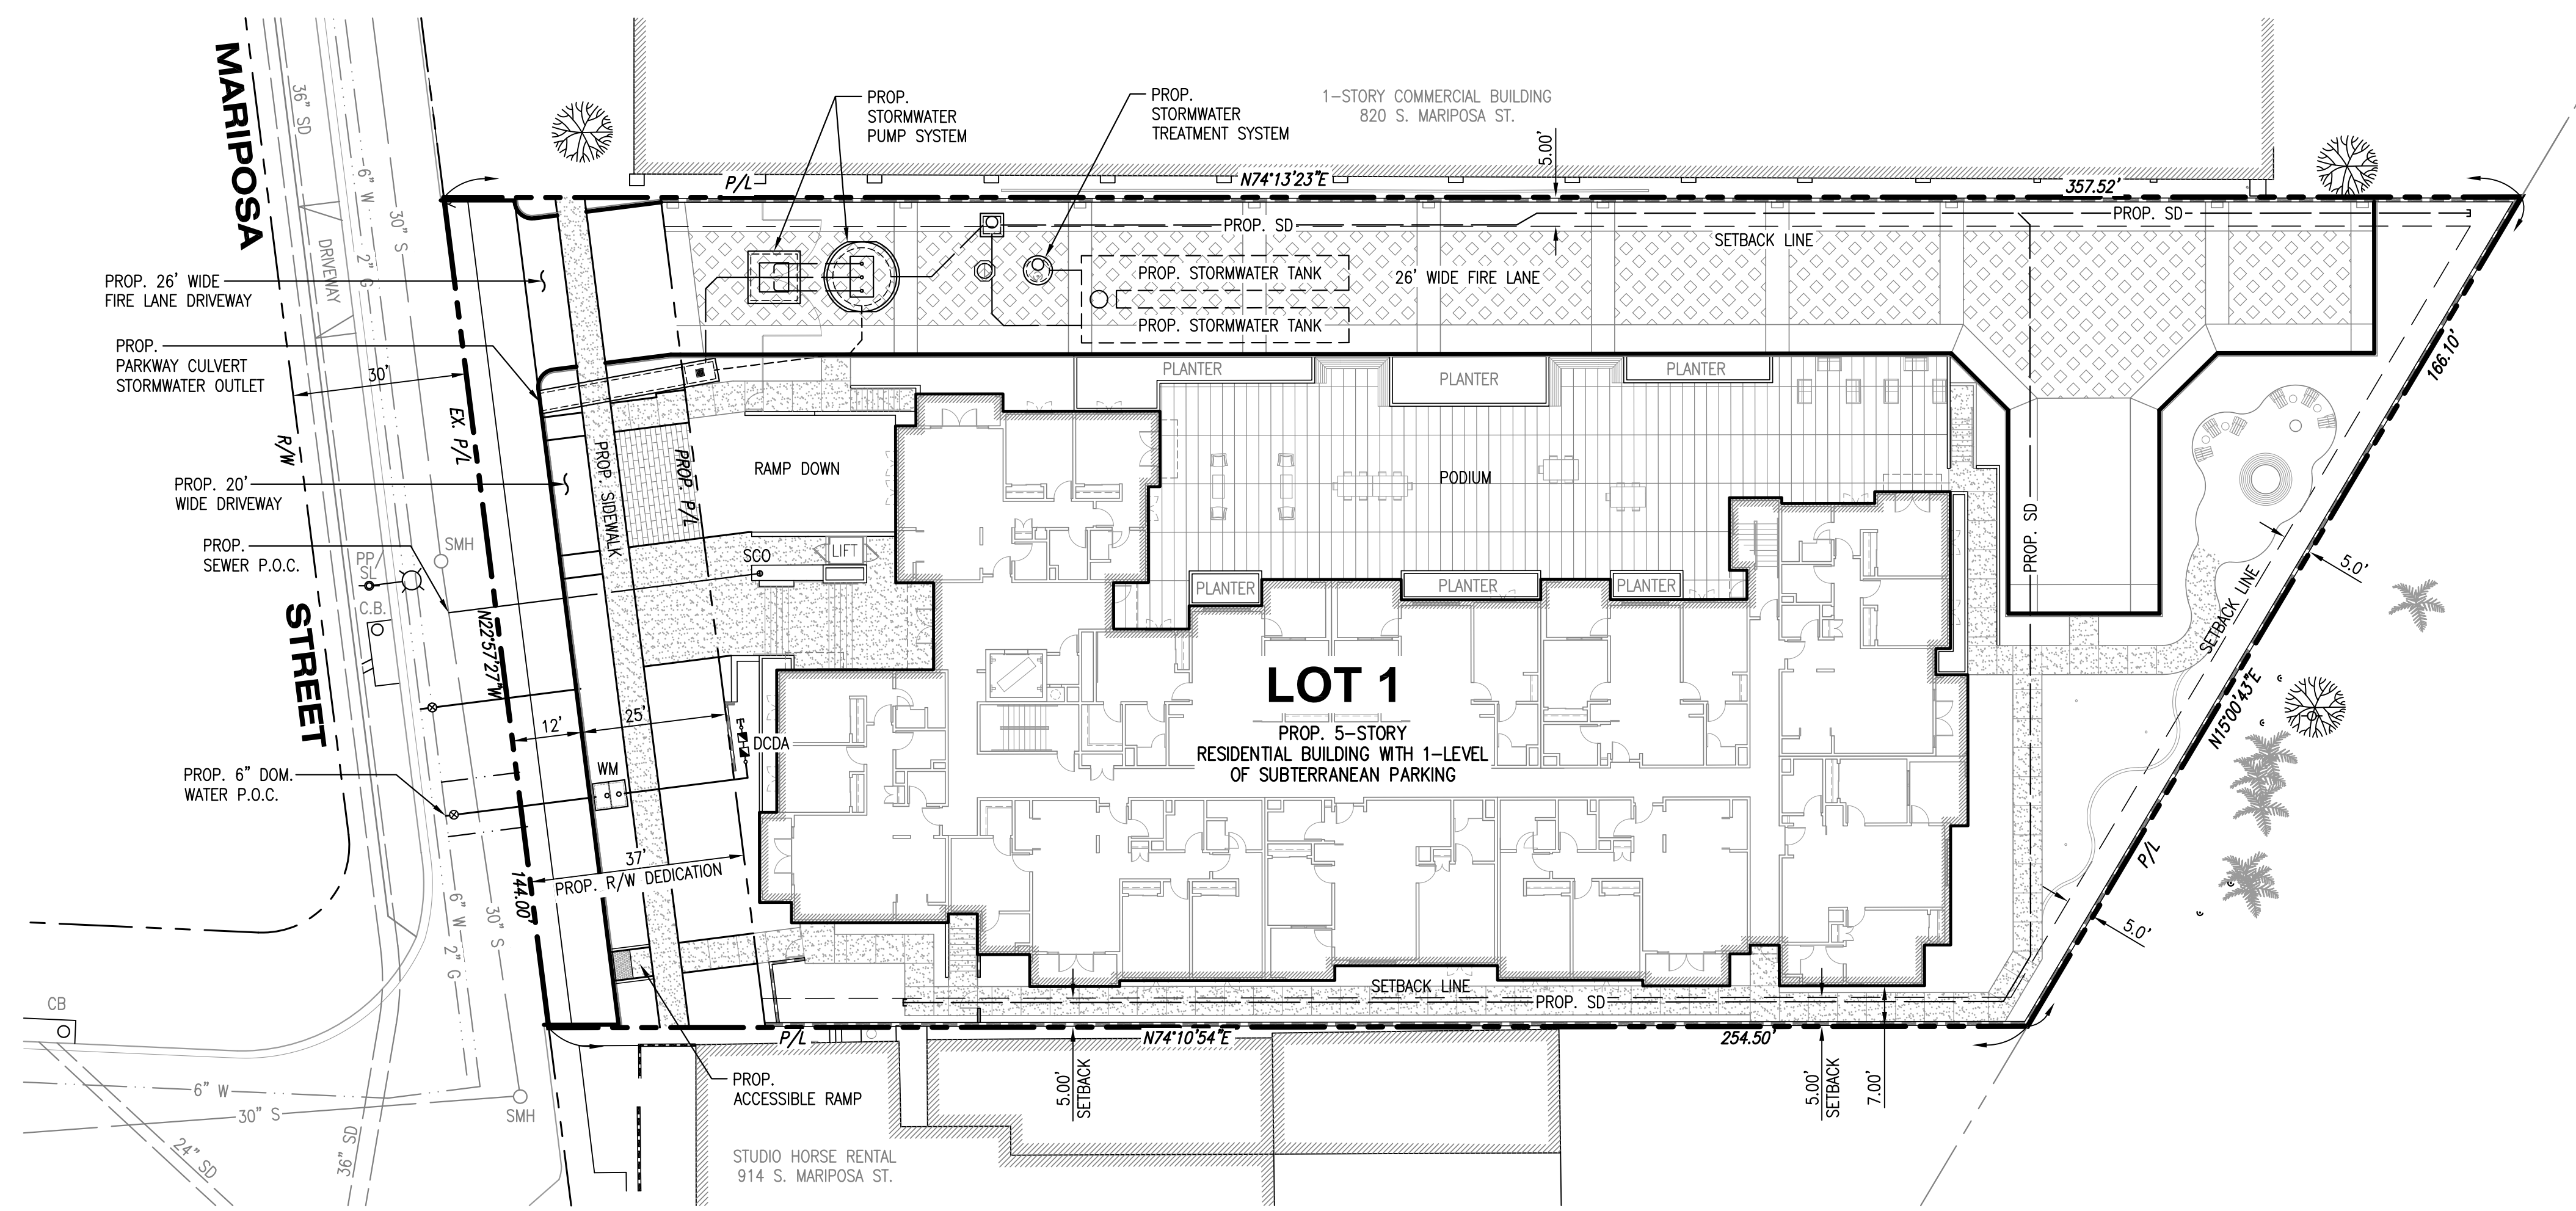 MARIPOSA
STREET
36" SD
6" W
2" G
30" S
DRIVEWAY
PROP.
STORMWATER
PUMP SYSTEM
PROP.
STORMWATER
TREATMENT SYSTEM
1-STORY COMMERCIAL BUILDING
820 S. MARIPOSA ST.
5.00'
P/L
N74°13'23"E
357.52'
PROP. SD
PROP. SD
SETBACK LINE
PROP. 26' WIDE
FIRE LANE DRIVEWAY
PROP. STORMWATER TANK
26' WIDE FIRE LANE
PROP. STORMWATER TANK
PROP.
PARKWAY CULVERT
STORMWATER OUTLET
30'
R/W
EX. P/L
PLANTER
PLANTER
PLANTER
166.10'
PROP. SIDEWALK
PROP. P/L
RAMP DOWN
PODIUM
PROP. 20'
WIDE DRIVEWAY
PROP. SD
PROP.
SEWER P.O.C.
PP/
SL
SMH
C.B.
SCO
LIFT
PLANTER
PLANTER
PLANTER
5.0'
SETBACK LINE
N22°57'27"W
LOT 1
PROP. 5-STORY
RESIDENTIAL BUILDING WITH 1-LEVEL
OF SUBTERRANEAN PARKING
N15°00'43"E
12'
25'
DCDA
WM
PROP. 6" DOM.
WATER P.O.C.
37'
PROP. R/W DEDICATION
144.00'
P/L
5.0'
6" W
2" G
30" S
SETBACK LINE
PROP. SD
CB
P/L
N74°10'54"E
254.50'
5.00'
SETBACK
5.00'
SETBACK
7.00'
PROP.
ACCESSIBLE RAMP
6" W
30" S
SMH
24" SD
36" SD
STUDIO HORSE RENTAL
914 S. MARIPOSA ST.